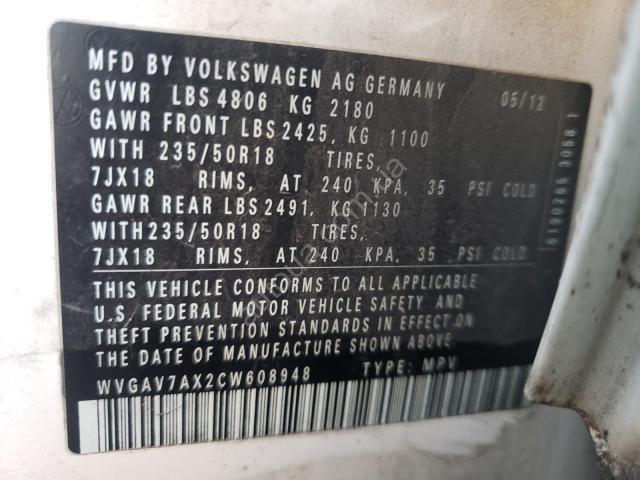 MFD BY VOLKSWAGEN AG GERMANY 05/12
GVWR LBS 4806 KG 2180
GAWR FRONT LBS 2425, KG 1100
WITH 235/50R18 TIRES,
7JX18 RIMS, AT 240 KPA, 35 PSI COLD
GAWR REAR LBS 2491, KG 1130
WITH 235/50R18 TIRES,
7JX18 RIMS, AT 240 KPA, 35 PSI COLD
THIS VEHICLE CONFORMS TO ALL APPLICABLE
U.S. FEDERAL MOTOR VEHICLE SAFETY AND
THEFT PREVENTION STANDARDS IN EFFECT ON
THE DATE OF MANUFACTURE SHOWN ABOVE.
WVGAV7AX2CW608948 TYPE: MPV